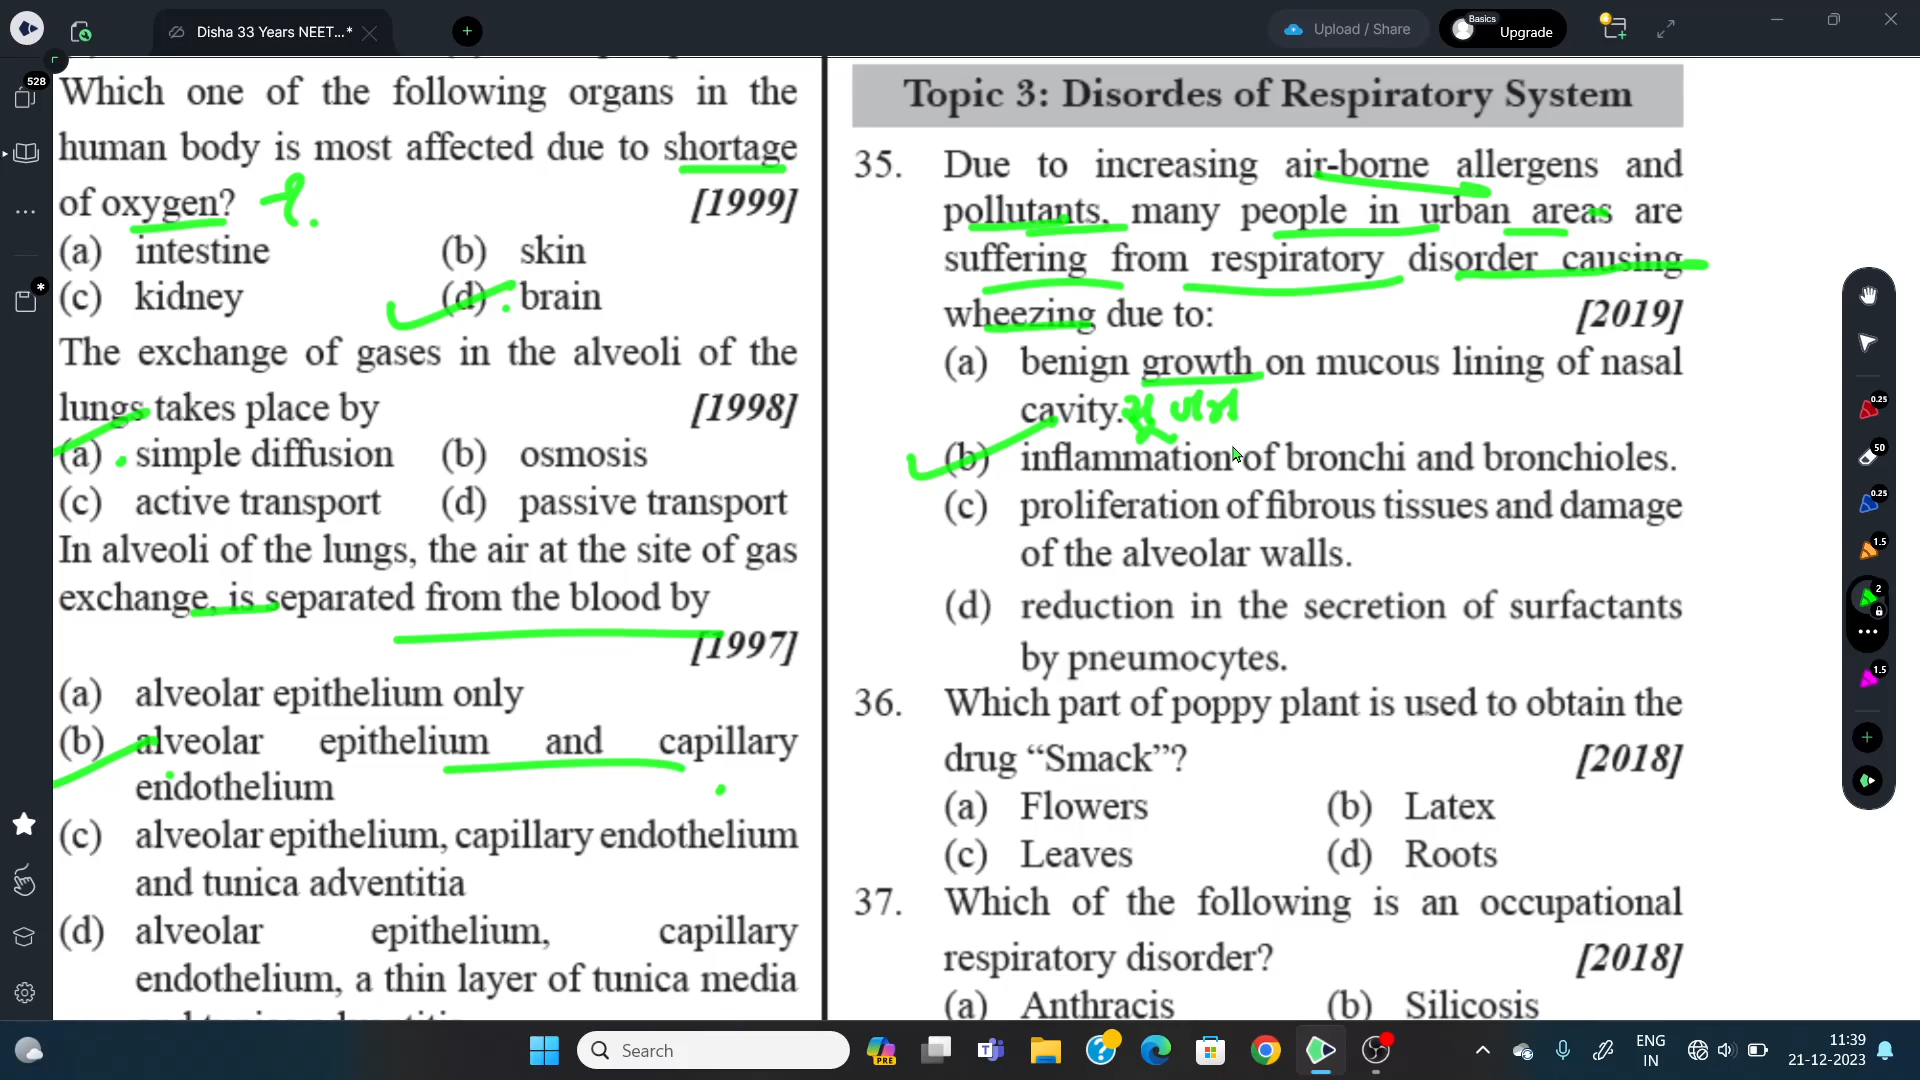 Disha 33 Years NEET...*
Upload / Share
Basics
Upgrade
528
Which one of the following organs in the
human body is most affected due to shortage
of oxygen? [1999]
(a) intestine (b) skin
(c) kidney (d) brain
The exchange of gases in the alveoli of the
lungs takes place by [1998]
(a) simple diffusion (b) osmosis
(c) active transport (d) passive transport
In alveoli of the lungs, the air at the site of gas
exchange, is separated from the blood by
[1997]
(a) alveolar epithelium only
(b) alveolar epithelium and capillary
endothelium
(c) alveolar epithelium, capillary endothelium
and tunica adventitia
(d) alveolar epithelium, capillary
endothelium, a thin layer of tunica media
Topic 3: Disordes of Respiratory System
35. Due to increasing air-borne allergens and
pollutants, many people in urban areas are
suffering from respiratory disorder causing
wheezing due to: [2019]
(a) benign growth on mucous lining of nasal
cavity.
(b) inflammation of bronchi and bronchioles.
(c) proliferation of fibrous tissues and damage
of the alveolar walls.
(d) reduction in the secretion of surfactants
by pneumocytes.
36. Which part of poppy plant is used to obtain the
drug “Smack”? [2018]
(a) Flowers (b) Latex
(c) Leaves (d) Roots
37. Which of the following is an occupational
respiratory disorder? [2018]
(a) Anthracis (b) Silicosis
0.25
50
0.25
1.5
2
1.5
Search
PRE
ENG
IN
11:39
21-12-2023